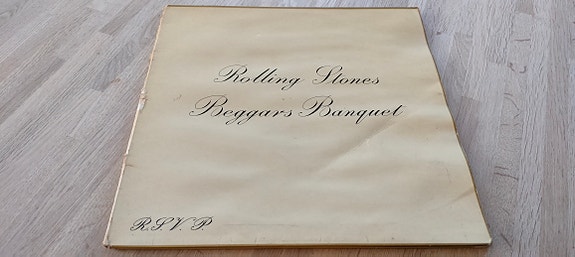 Rolling Stones
Beggars Banquet
R.S.V.P.